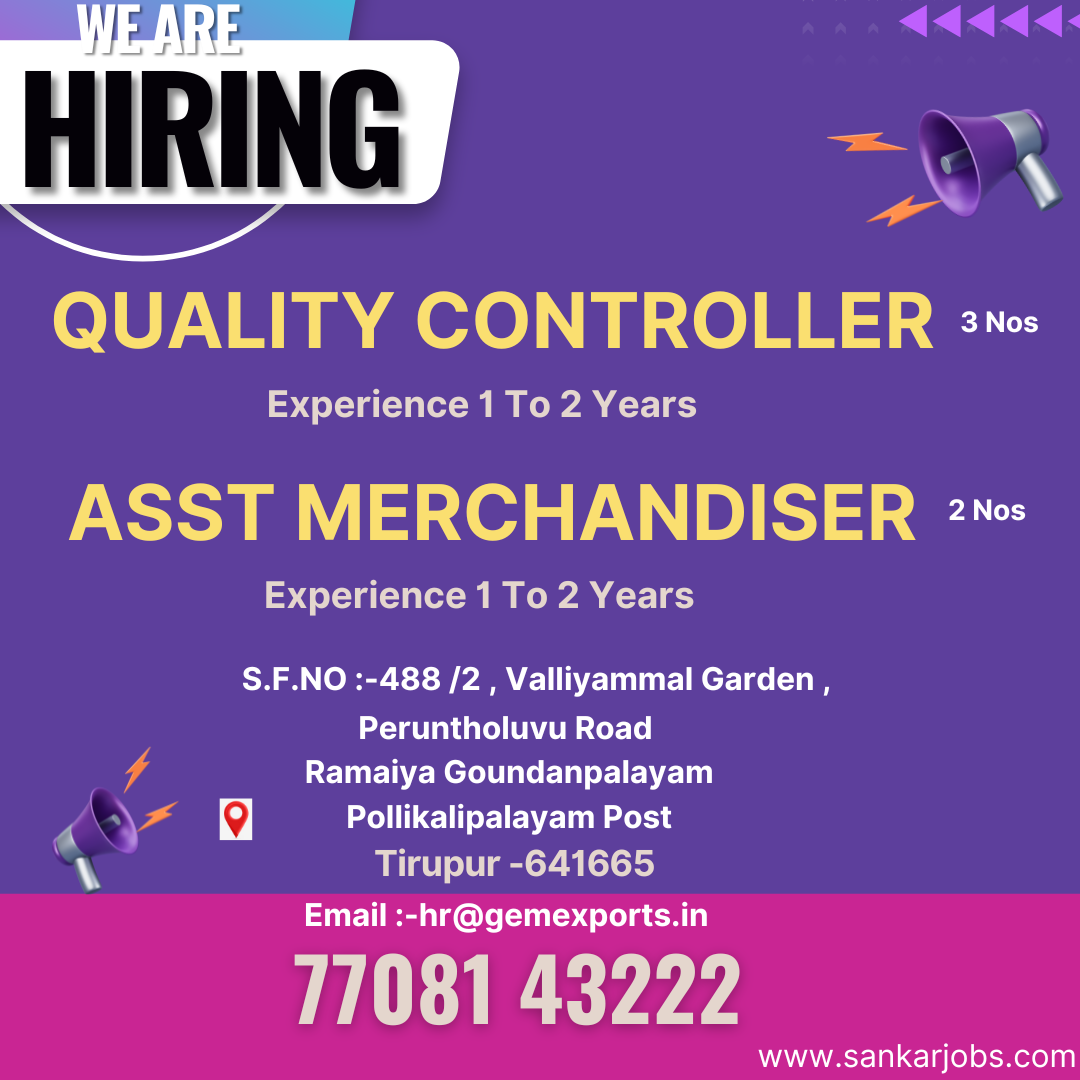 WE ARE
HIRING
QUALITY CONTROLLER 3 Nos
Experience 1 To 2 Years
ASST MERCHANDISER 2 Nos
Experience 1 To 2 Years
S.F.NO :-488 /2 , Valliyammal Garden ,
Peruntholuvu Road
Ramaiya Goundanpalayam
Pollikalipalayam Post
Tirupur -641665
Email :-hr@gemexports.in
77081 43222
www.sankarjobs.com